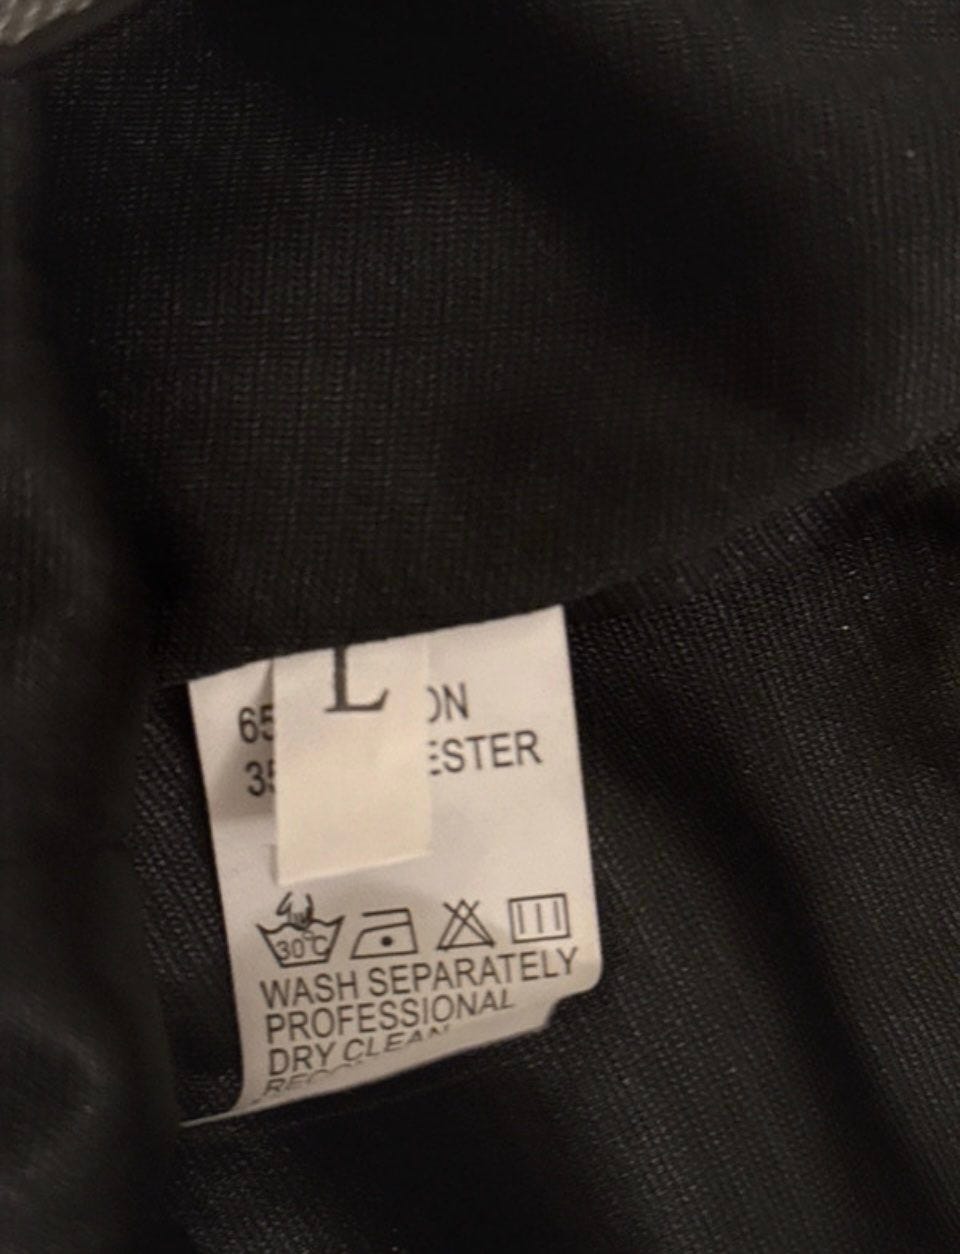 L
65 ON
35 ESTER
30°C
WASH SEPARATELY
PROFESSIONAL
DRY CLEAN